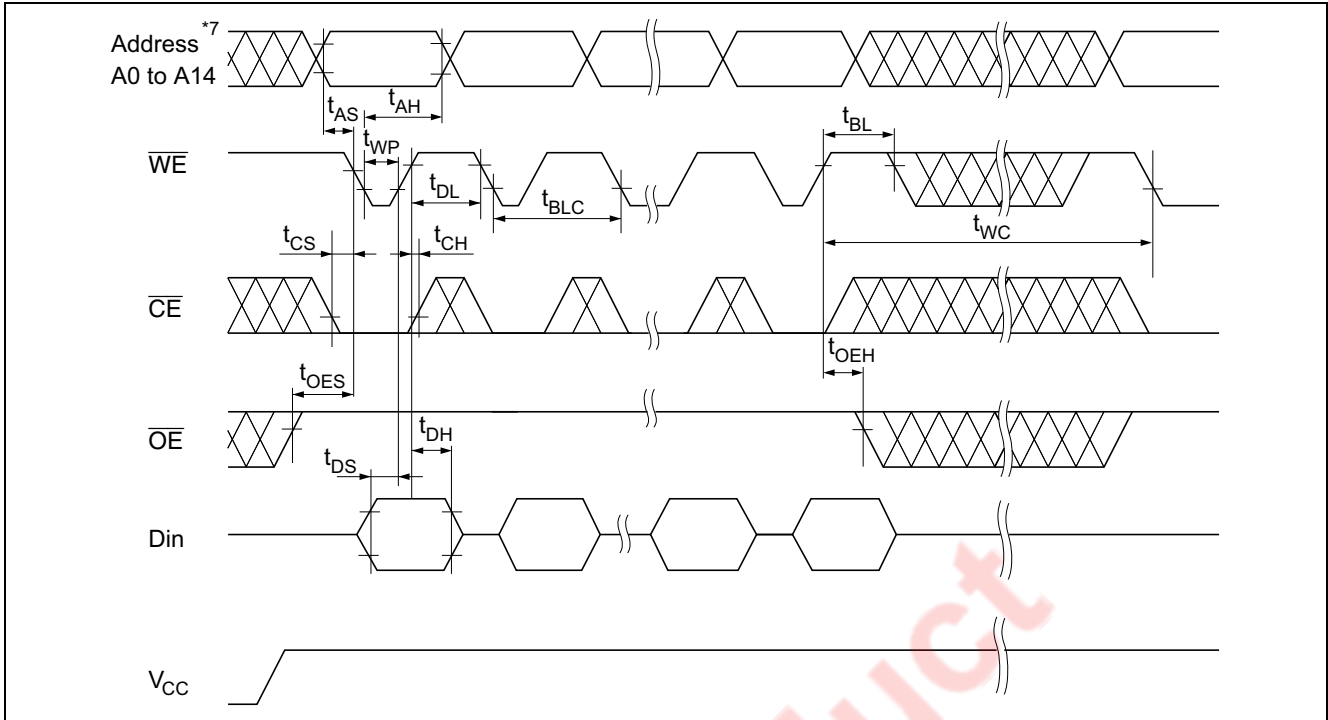 Address *7
A0 to A14
tAS
tAH
tWP
tBL
WE
tDL
tBLC
tWC
tCS
tCH
CE
tOES
tOEH
OE
tDH
tDS
Din
VCC
uct